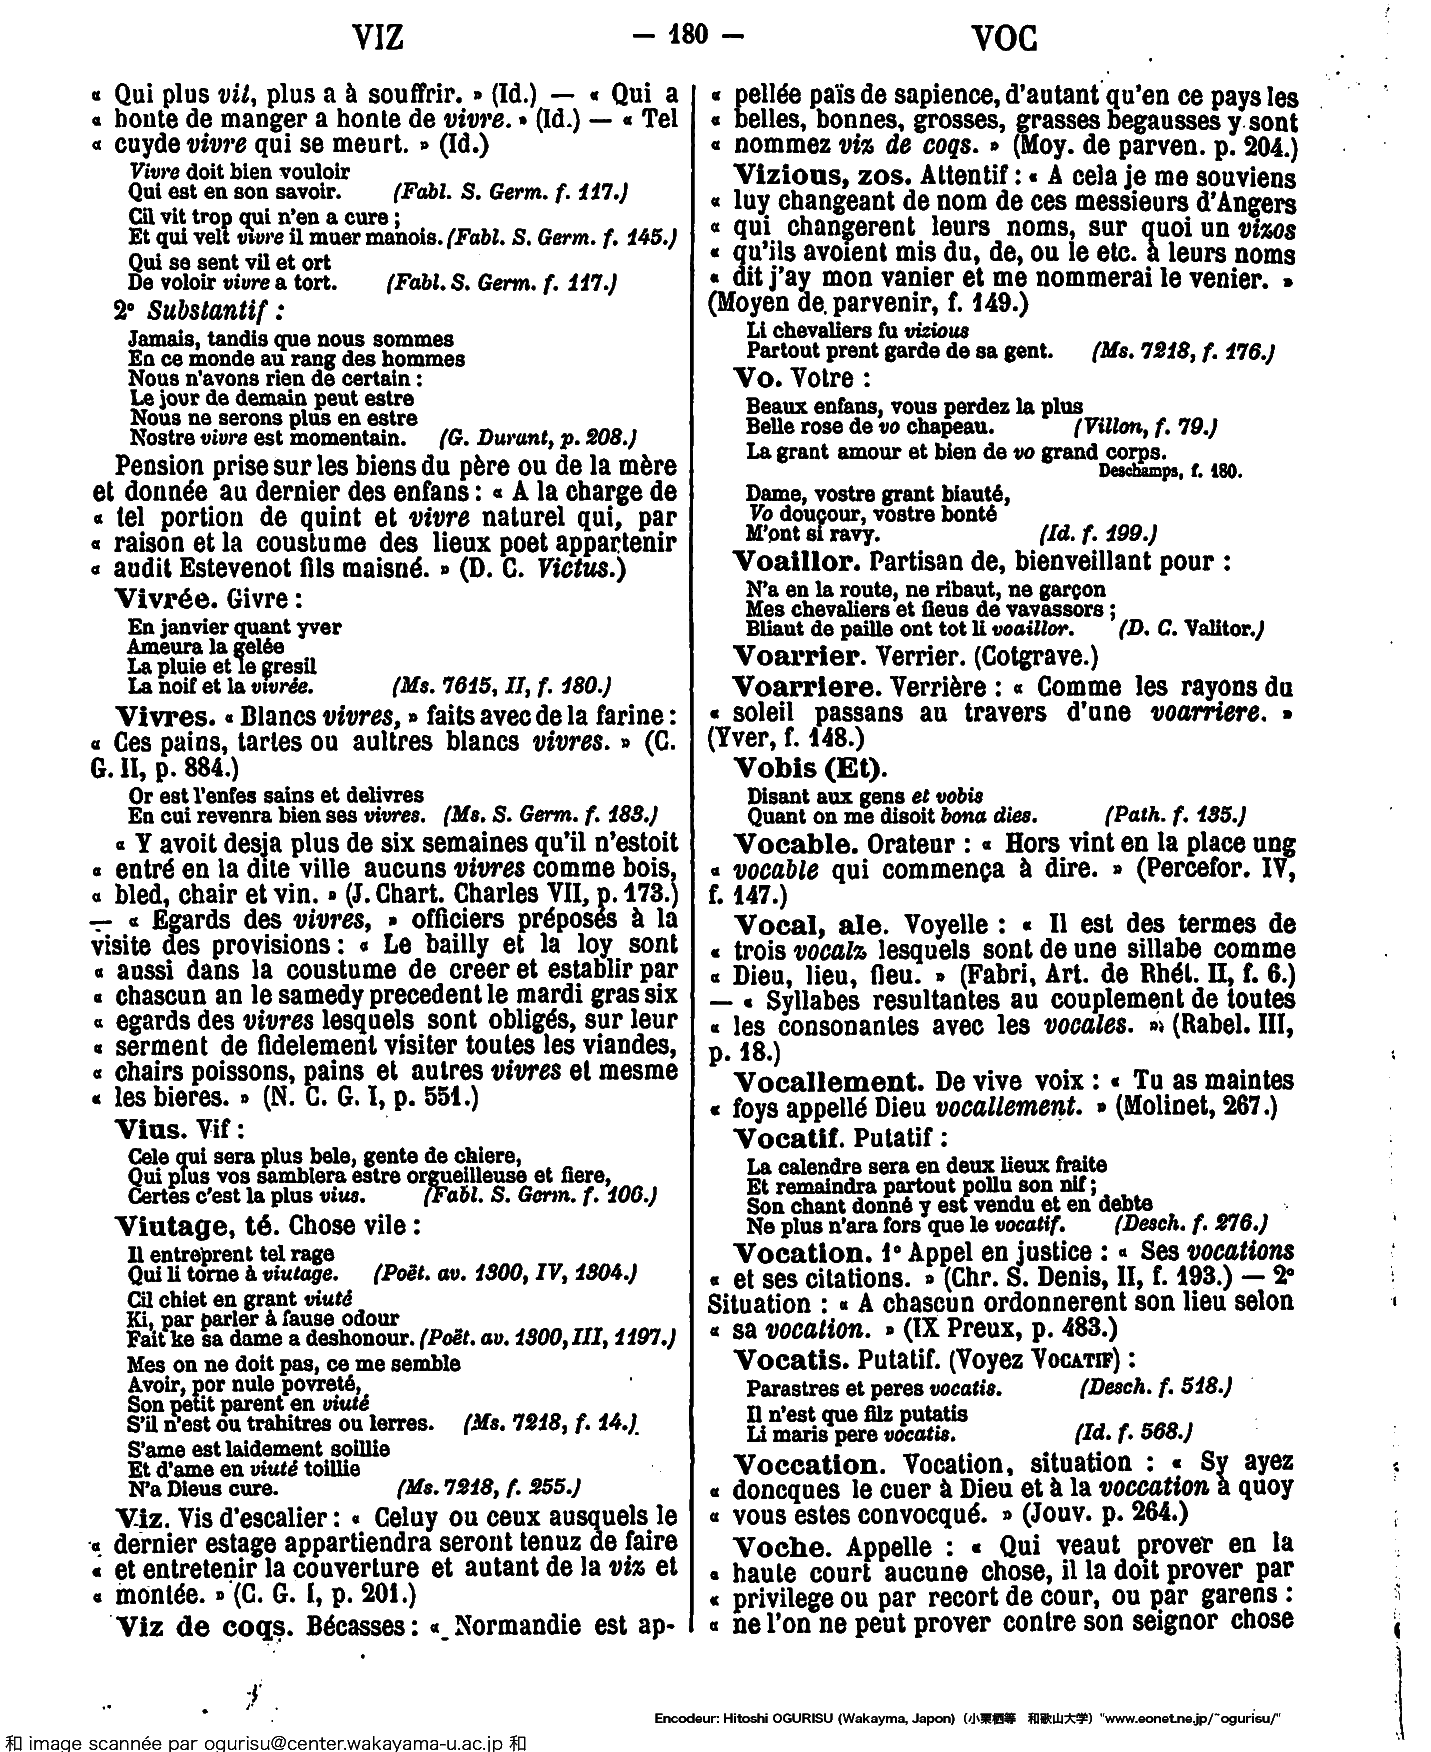 VIZ — 180 — VOC
« Qui plus vit, plus a à souffrir. » (Id.) — « Qui a
« honte de manger a honte de vivre. » (Id.) — « Tel
« cuyde vivre qui se meurt. » (Id.)
Vivre doit bien vouloir
Qui est en son savoir. (Fabl. S. Germ. f. 117.)
Cil vit trop qui n'en a cure ;
Et qui velt vivre il muer manois. (Fabl. S. Germ. f. 145.)
Qui se sent vil et ort
De voloir vivre a tort. (Fabl. S. Germ. f. 117.)
2º Substantif :
Jamais, tandis que nous sommes
En ce monde au rang des hommes
Nous n'avons rien de certain :
Le jour de demain peut estre
Nous ne serons plus en estre
Nostre vivre est momentain. (G. Durant, p. 208.)
Pension prise sur les biens du père ou de la mère
et donnée au dernier des enfans : « A la charge de
« tel portion de quint et vivre naturel qui, par
« raison et la coustume des lieux poet appartenir
« audit Estevenot fils maisné. » (D. C. Victus.)
Vivrée. Givre :
En janvier quant yver
Ameura la gelée
La pluie et le gresil
La noif et la vivrée. (Ms. 7615, II, f. 180.)
Vivres. « Blancs vivres, » faits avec de la farine :
« Ces pains, tartes ou aultres blancs vivres. » (C.
G. II, p. 884.)
Or est l'enfes sains et delivres
En cui revenra bien ses vivres. (Ms. S. Germ. f. 183.)
« Y avoit desja plus de six semaines qu'il n'estoit
« entré en la dite ville aucuns vivres comme bois,
« bled, chair et vin. » (J. Chart. Charles VII, p. 173.)
— « Egards des vivres, » officiers préposés à la
visite des provisions : « Le bailly et la loy sont
« aussi dans la coustume de creer et establir par
« chascun an le samedy precedent le mardi gras six
« egards des vivres lesquels sont obligés, sur leur
« serment de fidelement visiter toutes les viandes,
« chairs poissons, pains et autres vivres et mesme
« les bieres. » (N. C. G. I, p. 551.)
Vius. Vif :
Cele qui sera plus bele, gente de chiere,
Qui plus vos samblera estre orgueilleuse et fiere,
Certes c'est la plus vius. (Fabl. S. Germ. f. 106.)
Viutage, té. Chose vile :
Il entreprent tel rage
Qui li torne à viutage. (Poët. av. 1300, IV, 1304.)
Cil chiet en grant viuté
Ki, par parler à fause odour
Fait ke sa dame a deshonour. (Poët. av. 1300, III, 1197.)
Mes on ne doit pas, ce me semble
Avoir, por nule povreté,
Son petit parent en viuté
S'il n'est ou trahitres ou lerres. (Ms. 7218, f. 14.)
S'ame est laidement soillie
Et d'ame en viuté toillie
N'a Dieus cure. (Ms. 7218, f. 255.)
Viz. Vis d'escalier : « Celuy ou ceux ausquels le
« dernier estage appartiendra seront tenuz de faire
« et entretenir la couverture et autant de la viz et
« montée. » (C. G. I, p. 201.)
Viz de coqs. Bécasses : « Normandie est ap-
« pellée païs de sapience, d'autant qu'en ce pays les
« belles, bonnes, grosses, grasses begausses y sont
« nommez viz de coqs. » (Moy. de parven. p. 204.)
Vizious, zos. Attentif : « A cela je me souviens
« luy changeant de nom de ces messieurs d'Angers
« qui changerent leurs noms, sur quoi un vizos
« qu'ils avoient mis du, de, ou le etc. à leurs noms
« dit j'ay mon vanier et me nommerai le venier. »
(Moyen de parvenir, f. 149.)
Li chevaliers fu vizious
Partout prent garde de sa gent. (Ms. 7218, f. 176.)
Vo. Votre :
Beaux enfans, vous perdez la plus
Belle rose de vo chapeau. (Villon, f. 79.)
La grant amour et bien de vo grand corps.
Deschamps, f. 180.
Dame, vostre grant biauté,
Vo douçour, vostre bonté
M'ont si ravy. (Id. f. 199.)
Voaillor. Partisan de, bienveillant pour :
N'a en la route, ne ribaut, ne garçon
Mes chevaliers et fieus de vavassors ;
Bliaut de paille ont tot li voaillor. (D. C. Valitor.)
Voarrier. Verrier. (Cotgrave.)
Voarriere. Verrière : « Comme les rayons du
« soleil passans au travers d'une voarriere. »
(Yver, f. 148.)
Vobis (Et).
Disant aux gens et vobis
Quant on me disoit bona dies. (Path. f. 135.)
Vocable. Orateur : « Hors vint en la place ung
« vocable qui commença à dire. » (Percefor. IV,
f. 147.)
Vocal, ale. Voyelle : « Il est des termes de
« trois vocalz lesquels sont de une sillabe comme
« Dieu, lieu, fieu. » (Fabri, Art. de Rhét. II, f. 6.)
— « Syllabes resultantes au couplement de toutes
« les consonantes avec les vocales. » (Rabel. III,
p. 18.)
Vocallement. De vive voix : « Tu as maintes
« foys appellé Dieu vocallement. » (Molinet, 267.)
Vocatif. Putatif :
La calendre sera en deux lieux fraite
Et remaindra partout pollu son nif ;
Son chant donné y est vendu et en debte
Ne plus n'ara fors que le vocatif. (Desch. f. 276.)
Vocation. 1º Appel en justice : « Ses vocations
« et ses citations. » (Chr. S. Denis, II, f. 193.) — 2º
Situation : « A chascun ordonnerent son lieu selon
« sa vocation. » (IX Preux, p. 483.)
Vocatis. Putatif. (Voyez VOCATIF) :
Parastres et peres vocatis. (Desch. f. 518.)
Il n'est que filz putatis
Li maris pere vocatis. (Id. f. 568.)
Voccation. Vocation, situation : « Sy ayez
« doncques le cuer à Dieu et à la voccation à quoy
« vous estes convocqué. » (Jouv. p. 264.)
Voche. Appelle : « Qui veaut prover en la
« haute court aucune chose, il la doit prover par
« privilege ou par recort de cour, ou par garens :
« ne l'on ne peut prover contre son seignor chose
Encodeur: Hitoshi OGURISU (Wakayma, Japon) (小栗栖等 和歌山大学) "www.eonet.ne.jp/~ogurisu/"
和 image scannée par ogurisu@center.wakayama-u.ac.jp 和